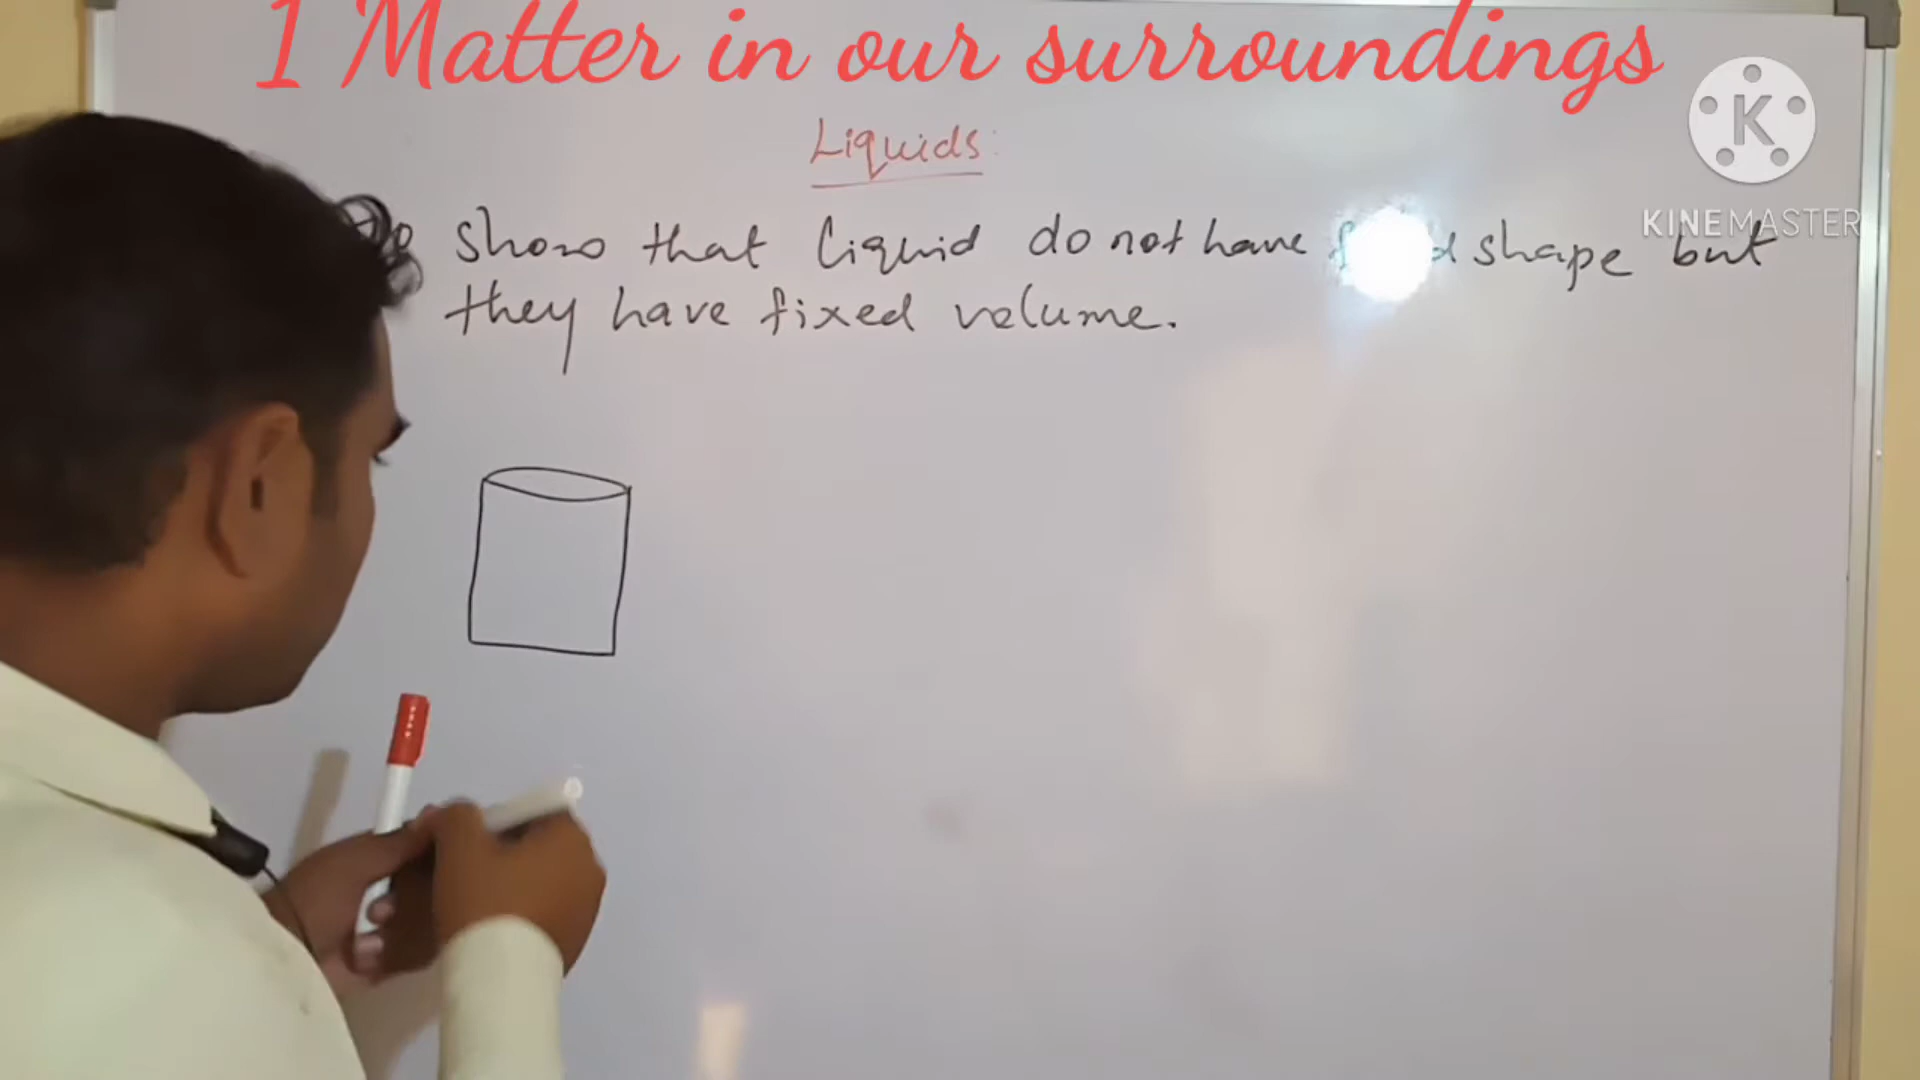 1 Matter in our surroundings
Liquids:
show that liquid do not have shape but
they have fixed volume.
K
KINEMASTER